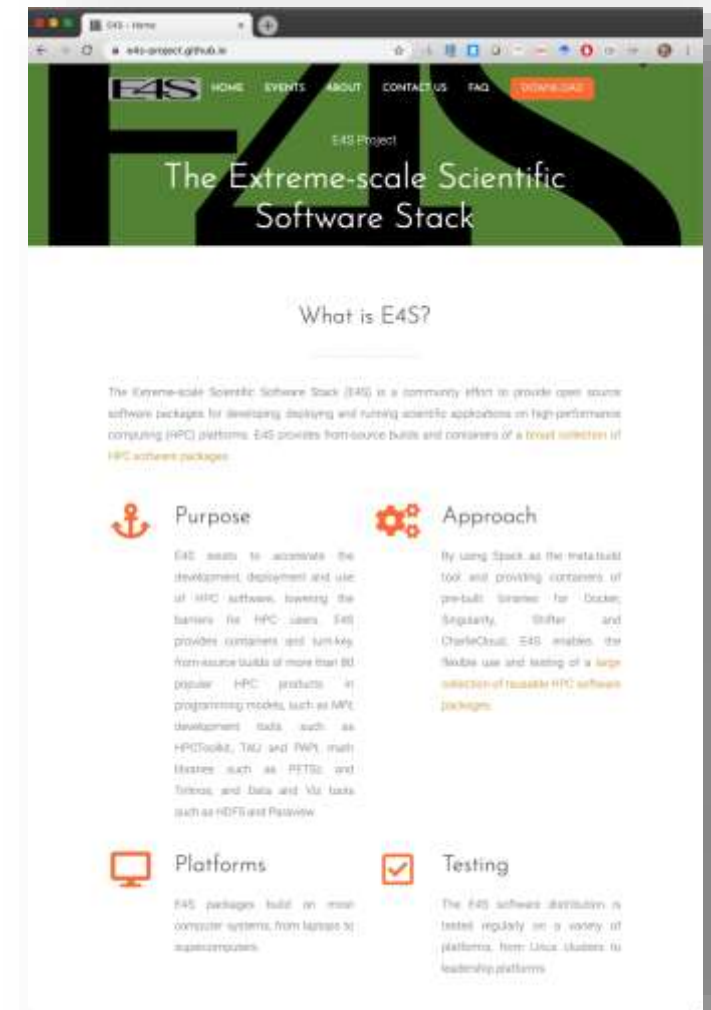 E4S - Home
e4s-project.github.io
E4S HOME EVENTS ABOUT CONTACT US FAQ DOWNLOAD
E4S Project
The Extreme-scale Scientific
Software Stack
What is E4S?
The Extreme-scale Scientific Software Stack (E4S) is a community effort to provide open source
software packages for developing, deploying and running scientific applications on high-performance
computing (HPC) platforms. E4S provides from-source builds and containers of a broad collection of
HPC software packages.
Purpose
E4S exists to accelerate the
development, deployment and use
of HPC software, lowering the
barriers for HPC users. E4S
provides containers and turn-key,
from-source builds of more than 80
popular HPC products in
programming models, such as MPI;
development tools such as
HPCToolkit, TAU and PAPI; math
libraries such as PETSc and
Trilinos; and Data and Viz tools
such as HDF5 and Paraview.
Approach
By using Spack as the meta-build
tool and providing containers of
pre-built binaries for Docker,
Singularity, Shifter and
CharlieCloud, E4S enables the
flexible use and testing of a large
collection of reusable HPC software
packages.
Platforms
E4S packages build on most
computer systems, from laptops to
supercomputers.
Testing
The E4S software distribution is
tested regularly on a variety of
platforms, from Linux clusters to
leadership platforms.